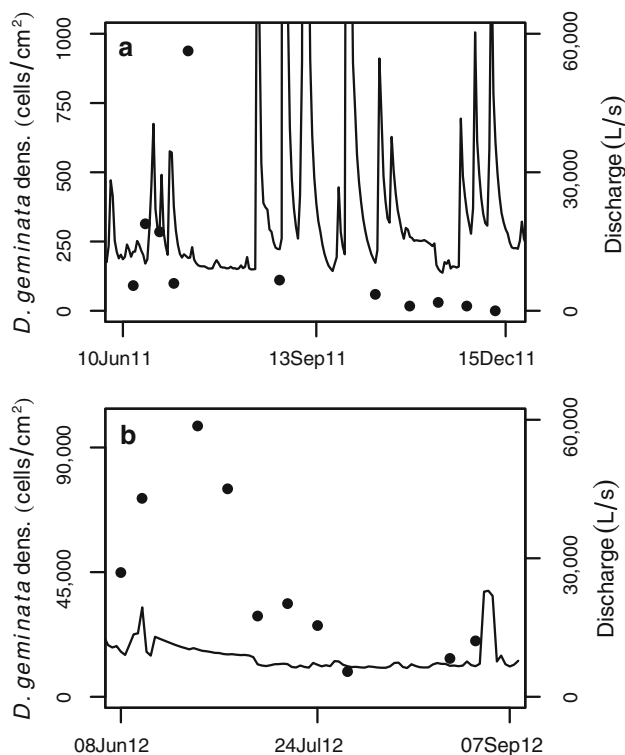 a
D. geminata dens. (cells/cm²)
1000
750
500
250
0
60,000
30,000
0
Discharge (L/s)
10Jun11
13Sep11
15Dec11
b
D. geminata dens. (cells/cm²)
90,000
45,000
0
60,000
30,000
0
Discharge (L/s)
08Jun12
24Jul12
07Sep12